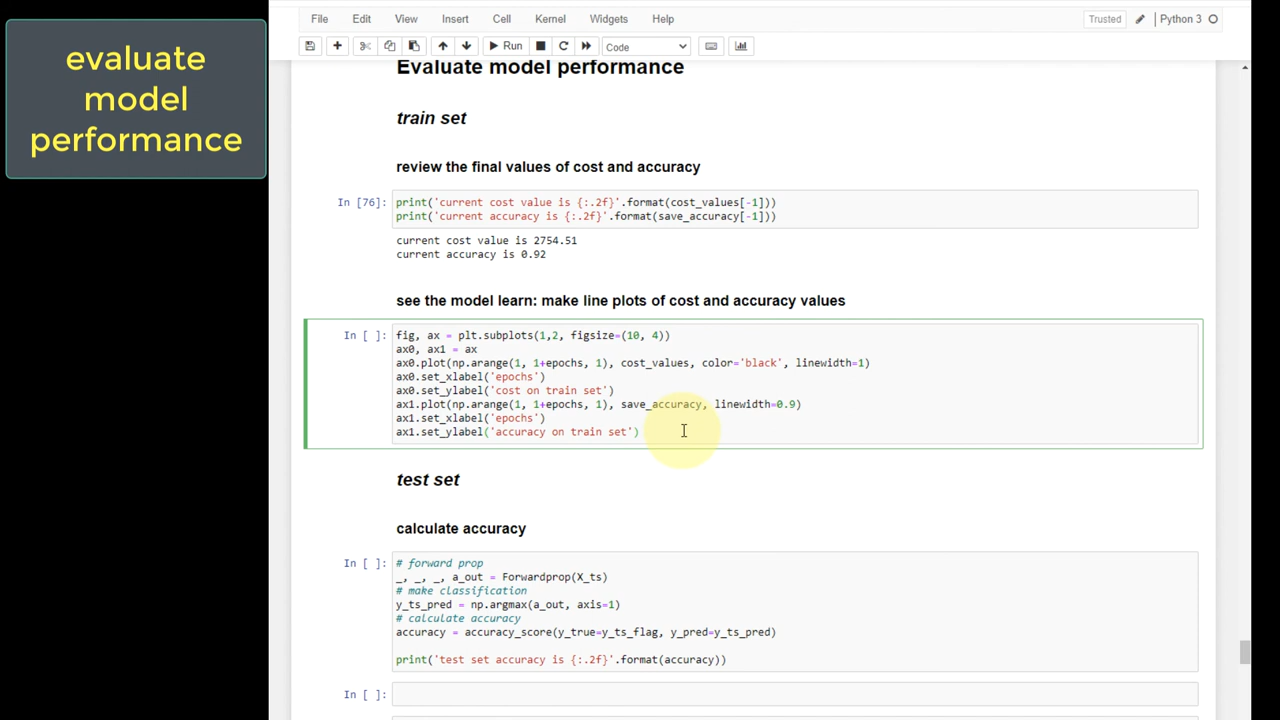 evaluate
model
performance
File Edit View Insert Cell Kernel Widgets Help
Trusted Python 3
Run Code
Evaluate model performance
train set
review the final values of cost and accuracy
In [76]: print('current cost value is {:.2f}'.format(cost_values[-1]))
print('current accuracy is {:.2f}'.format(save_accuracy[-1]))
current cost value is 2754.51
current accuracy is 0.92
see the model learn: make line plots of cost and accuracy values
In [ ]: fig, ax = plt.subplots(1,2, figsize=(10, 4))
ax0, ax1 = ax
ax0.plot(np.arange(1, 1+epochs, 1), cost_values, color='black', linewidth=1)
ax0.set_xlabel('epochs')
ax0.set_ylabel('cost on train set')
ax1.plot(np.arange(1, 1+epochs, 1), save_accuracy, linewidth=0.9)
ax1.set_xlabel('epochs')
ax1.set_ylabel('accuracy on train set')
test set
calculate accuracy
In [ ]: # forward prop
_, _, _, a_out = Forwardprop(X_ts)
# make classification
y_ts_pred = np.argmax(a_out, axis=1)
# calculate accuracy
accuracy = accuracy_score(y_true=y_ts_flag, y_pred=y_ts_pred)
print('test set accuracy is {:.2f}'.format(accuracy))
In [ ]: